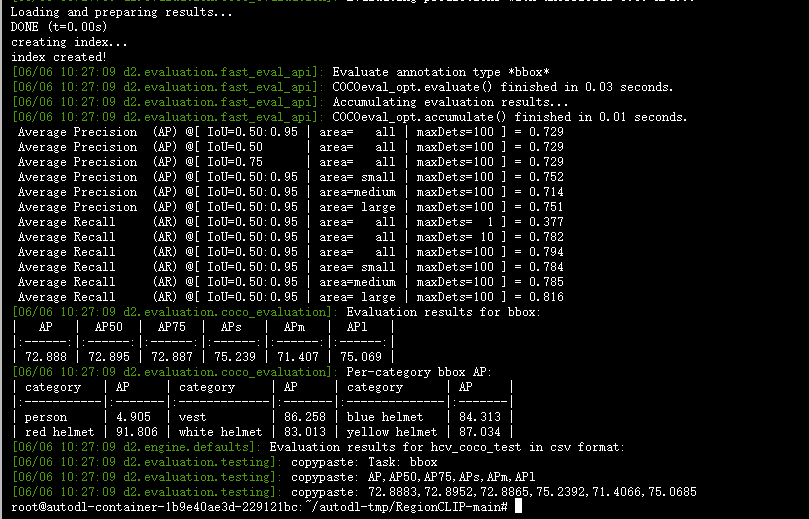 Loading and preparing results...
DONE (t=0.00s)
creating index...
index created!
[06/06 10:27:09 d2.evaluation.fast_eval_api]: Evaluate annotation type *bbox*
[06/06 10:27:09 d2.evaluation.fast_eval_api]: COCOeval_opt.evaluate() finished in 0.03 seconds.
[06/06 10:27:09 d2.evaluation.fast_eval_api]: Accumulating evaluation results...
[06/06 10:27:09 d2.evaluation.fast_eval_api]: COCOeval_opt.accumulate() finished in 0.01 seconds.
Average Precision  (AP) @[ IoU=0.50:0.95 | area=   all | maxDets=100 ] = 0.729
Average Precision  (AP) @[ IoU=0.50      | area=   all | maxDets=100 ] = 0.729
Average Precision  (AP) @[ IoU=0.75      | area=   all | maxDets=100 ] = 0.729
Average Precision  (AP) @[ IoU=0.50:0.95 | area= small | maxDets=100 ] = 0.752
Average Precision  (AP) @[ IoU=0.50:0.95 | area=medium | maxDets=100 ] = 0.714
Average Precision  (AP) @[ IoU=0.50:0.95 | area= large | maxDets=100 ] = 0.751
Average Recall     (AR) @[ IoU=0.50:0.95 | area=   all | maxDets=  1 ] = 0.377
Average Recall     (AR) @[ IoU=0.50:0.95 | area=   all | maxDets= 10 ] = 0.782
Average Recall     (AR) @[ IoU=0.50:0.95 | area=   all | maxDets=100 ] = 0.794
Average Recall     (AR) @[ IoU=0.50:0.95 | area= small | maxDets=100 ] = 0.784
Average Recall     (AR) @[ IoU=0.50:0.95 | area=medium | maxDets=100 ] = 0.785
Average Recall     (AR) @[ IoU=0.50:0.95 | area= large | maxDets=100 ] = 0.816
[06/06 10:27:09 d2.evaluation.coco_evaluation]: Evaluation results for bbox:
|   AP   |  AP50  |  AP75  |  APs   |  APm   |  APl   |
|:------:|:------:|:------:|:------:|:------:|:------:|
| 72.888 | 72.895 | 72.887 | 75.239 | 71.407 | 75.069 |
[06/06 10:27:09 d2.evaluation.coco_evaluation]: Per-category bbox AP:
| category   | AP     | category     | AP     | category      | AP     |
|:-----------|:-------|:-------------|:-------|:--------------|:-------|
| person     | 4.905  | vest         | 86.258 | blue helmet   | 84.313 |
| red helmet | 91.806 | white helmet | 83.013 | yellow helmet | 87.034 |
[06/06 10:27:09 d2.engine.defaults]: Evaluation results for hcv_coco_test in csv format:
[06/06 10:27:09 d2.evaluation.testing]: copypaste: Task: bbox
[06/06 10:27:09 d2.evaluation.testing]: copypaste: AP,AP50,AP75,APs,APm,APl
[06/06 10:27:09 d2.evaluation.testing]: copypaste: 72.8883,72.8952,72.8865,75.2392,71.4066,75.0685
root@autodl-container-1b9e40ae3d-229121bc:~/autodl-tmp/RegionCLIP-main#